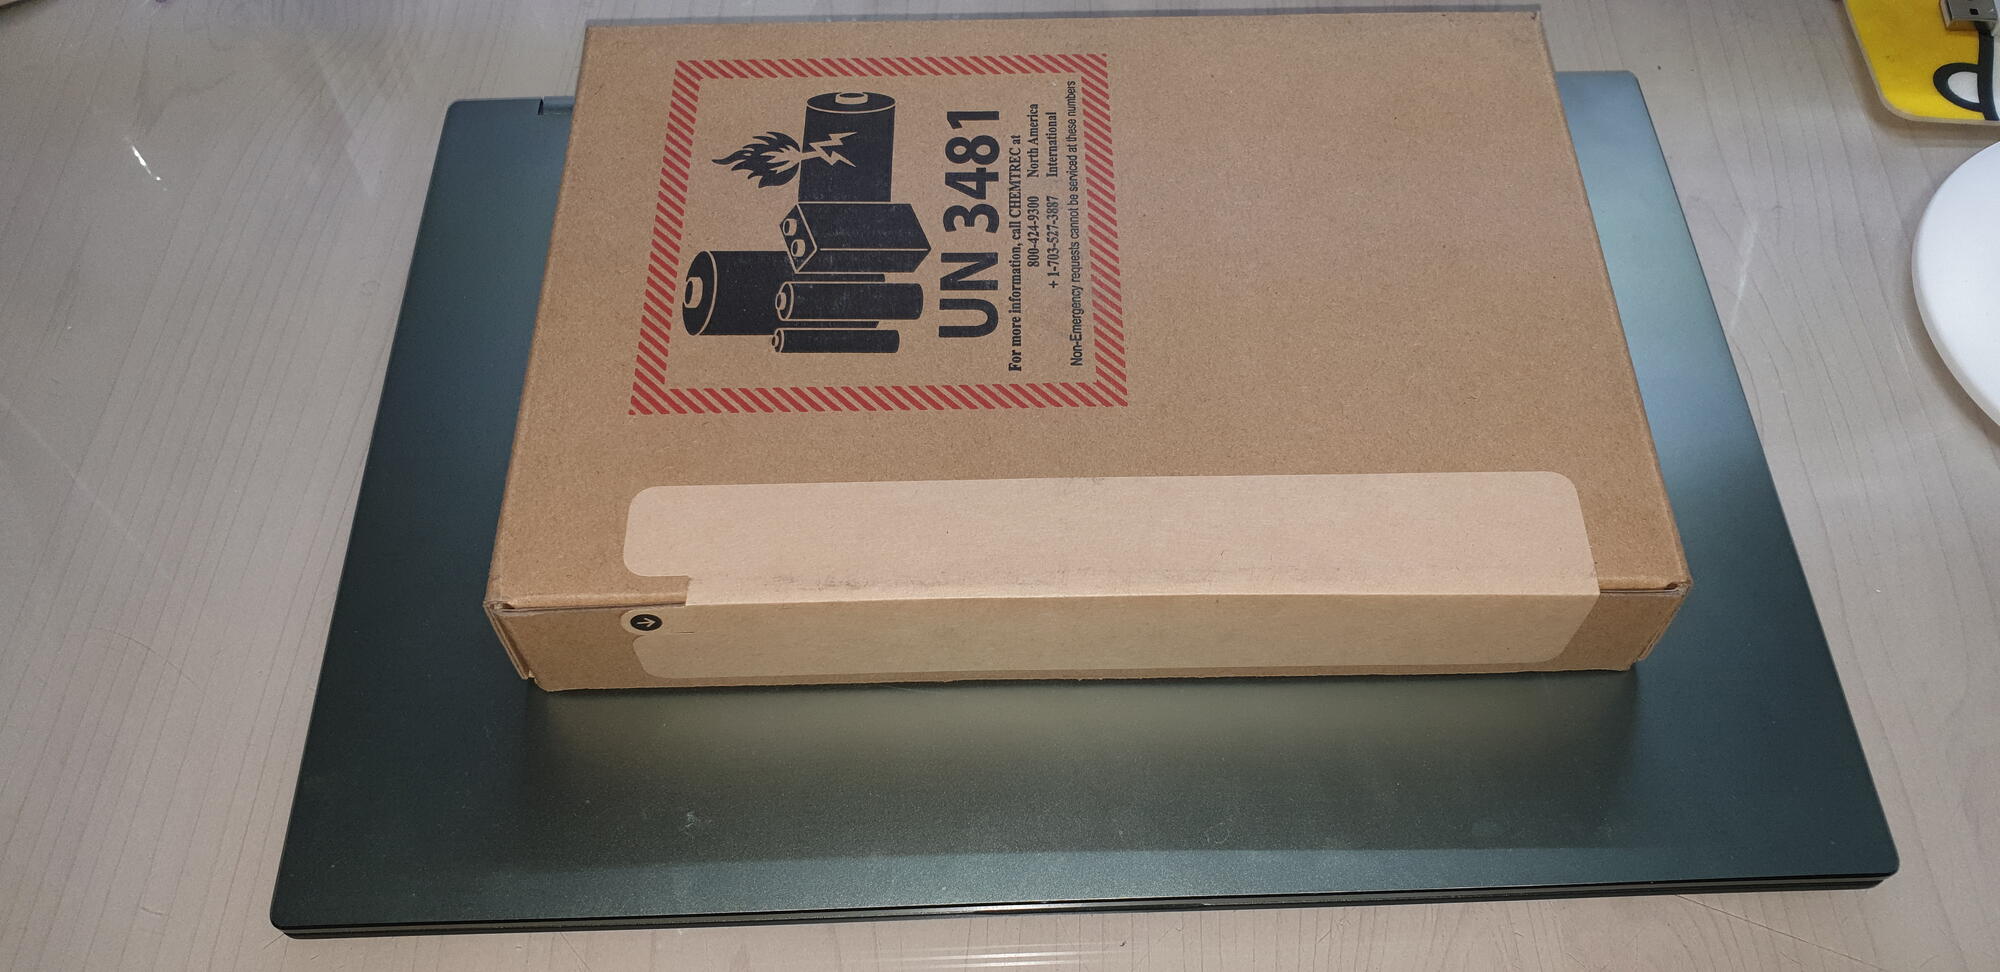 UN 3481
For more information, call CHEMTREC at
800-424-9300 North America
+ 1-703-527-3887 International
Non-Emergency requests cannot be serviced at these numbers